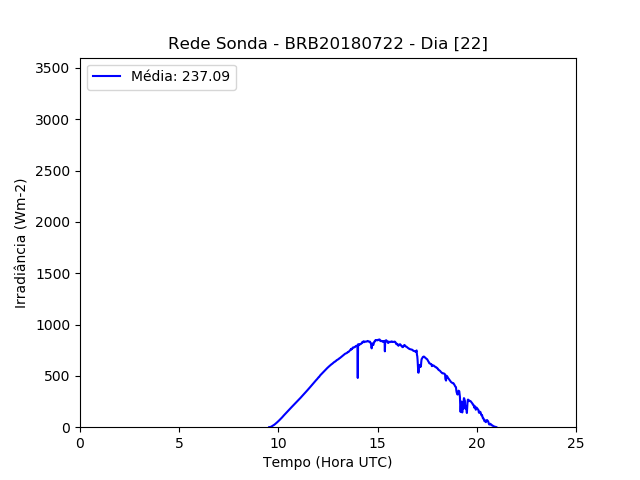 Rede Sonda - BRB20180722 - Dia [22]
Média: 237.09
3500
3000
2500
2000
1500
1000
500
0
Irradiância (Wm-2)
0 5 10 15 20 25
Tempo (Hora UTC)